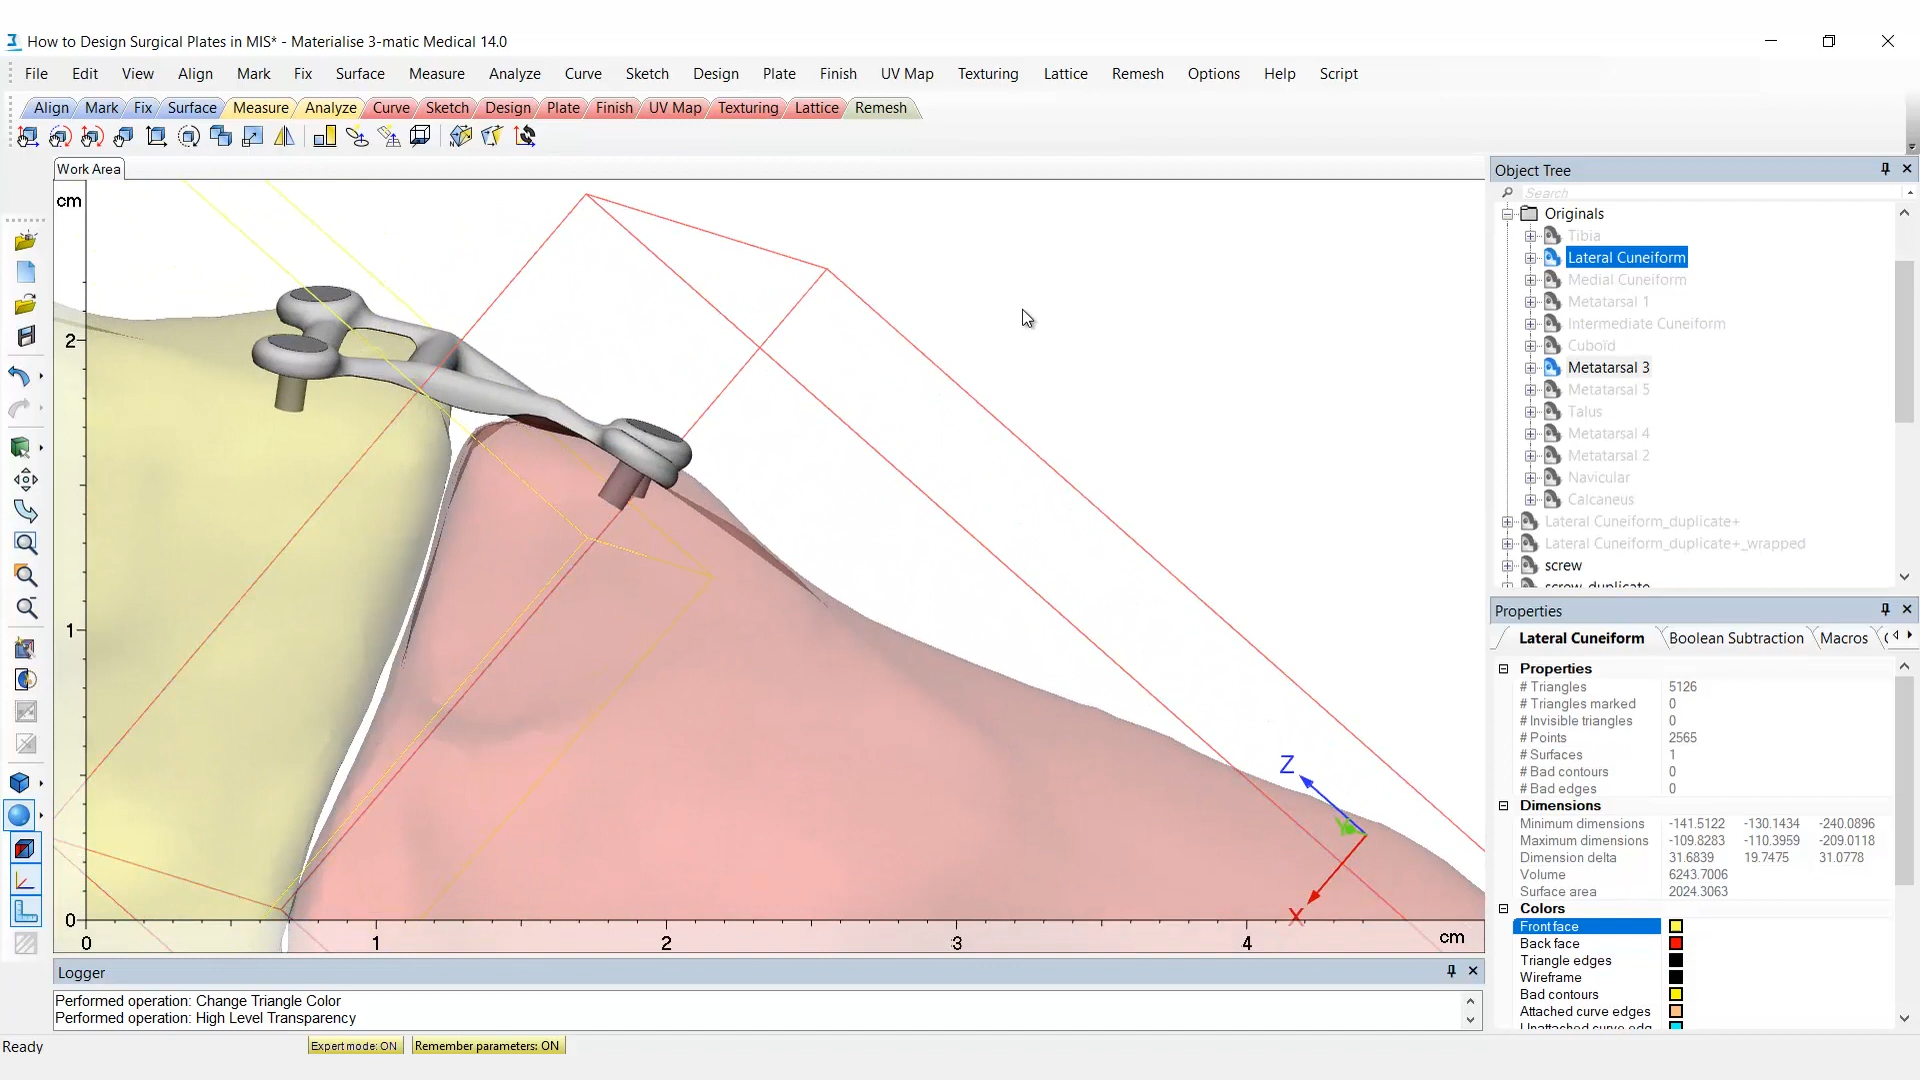 How to Design Surgical Plates in MIS* - Materialise 3-matic Medical 14.0
File Edit View Align Mark Fix Surface Measure Analyze Curve Sketch Design Plate Finish UV Map Texturing Lattice Remesh Options Help Script
Align Mark Fix Surface Measure Analyze Curve Sketch Design Plate Finish UV Map Texturing Lattice Remesh
Work Area
cm
2
1
0
0 1 2 3 4 cm
Z
Y
X
Object Tree
Search
Originals
Tibia
Lateral Cuneiform
Medial Cuneiform
Metatarsal 1
Intermediate Cuneiform
Cuboid
Metatarsal 3
Metatarsal 5
Talus
Metatarsal 4
Metatarsal 2
Navicular
Calcaneus
Lateral Cuneiform_duplicate+
Lateral Cuneiform_duplicate+_wrapped
screw
screw_duplicate
Properties
Lateral Cuneiform Boolean Subtraction Macros
Properties
# Triangles 5126
# Triangles marked 0
# Invisible triangles 0
# Points 2565
# Surfaces 1
# Bad contours 0
# Bad edges 0
Dimensions
Minimum dimensions -141.5122 -130.1434 -240.0896
Maximum dimensions -109.8283 -110.3959 -209.0118
Dimension delta 31.6839 19.7475 31.0778
Volume 6243.7006
Surface area 2024.3063
Colors
Front face
Back face
Triangle edges
Wireframe
Bad contours
Attached curve edges
Unattached curve edg
Logger
Performed operation: Change Triangle Color
Performed operation: High Level Transparency
Ready
Expert mode: ON
Remember parameters: ON